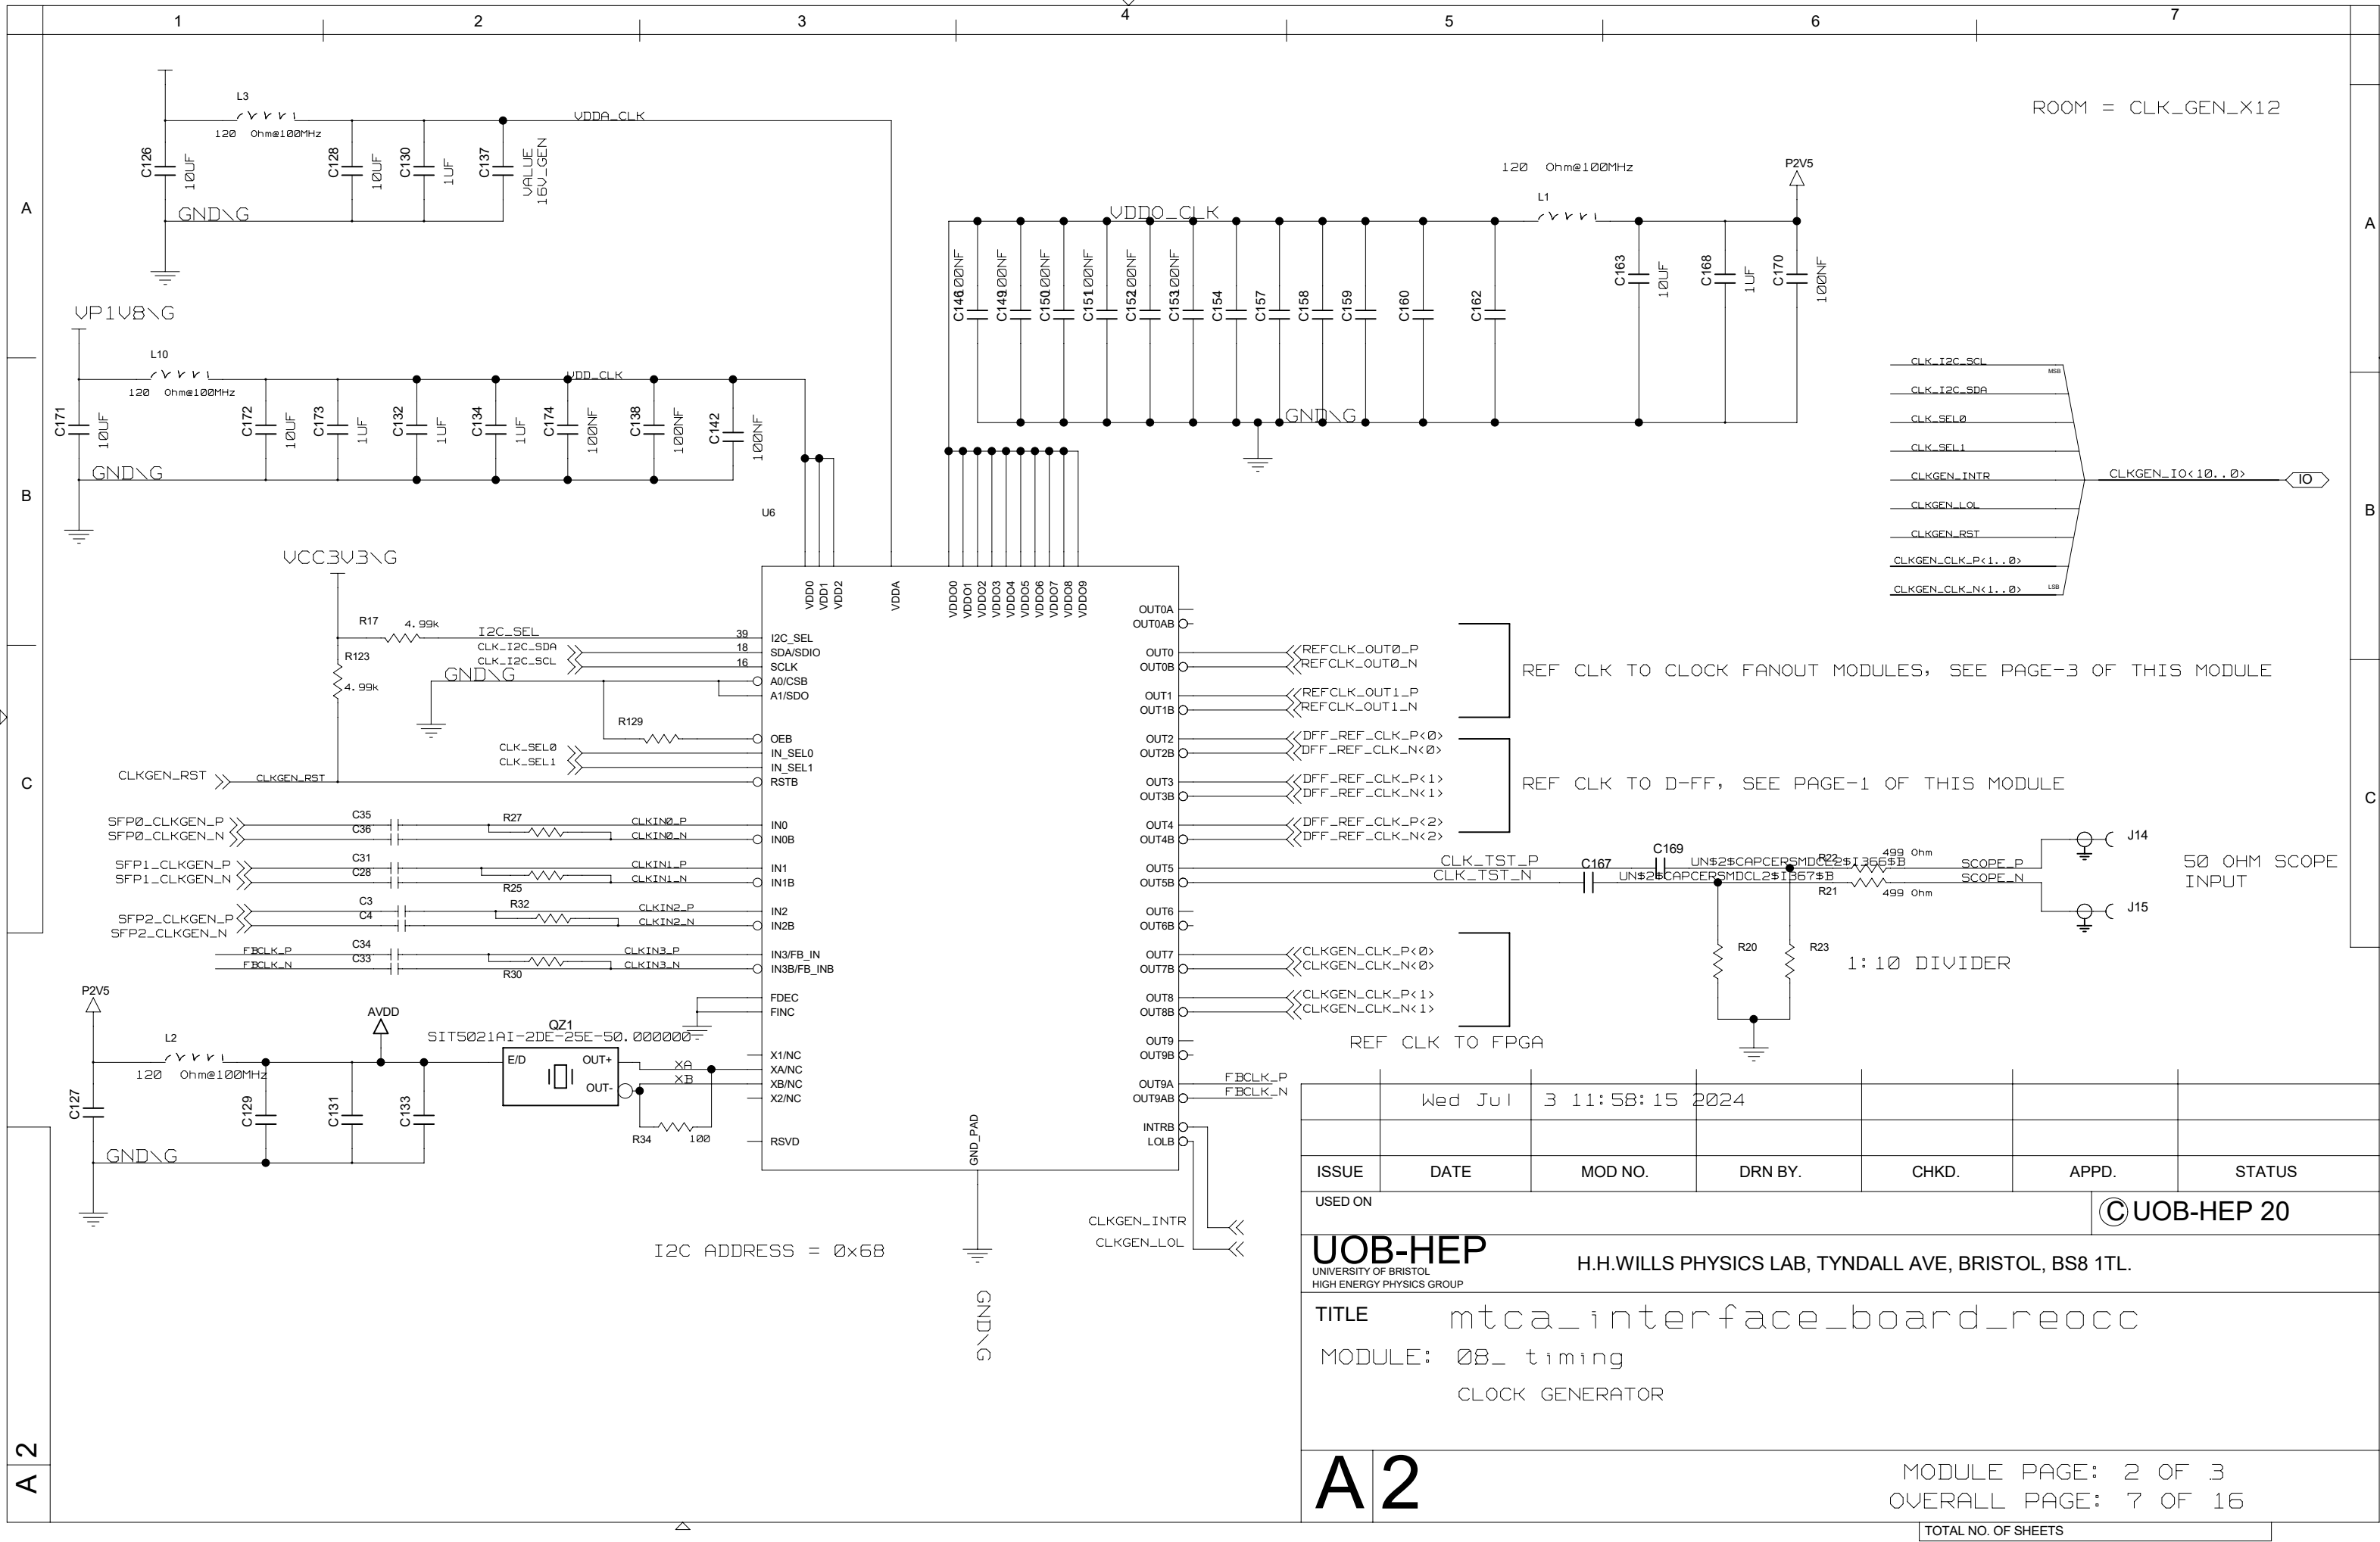 1 2 3 4 5 6 7
ROOM = CLK_GEN_X12
L3
120 Ohm@100MHz
VDDA_CLK
C126 10UF
C128 10UF
C130 1UF
C137 VALUE 16V_GEN
GND\G
A
A
120 Ohm@100MHz
P2V5
L1
VDDO_CLK
C146 100NF
C149 100NF
C150 100NF
C151 100NF
C152 100NF
C153 100NF
C154
C157
C158
C159
C160
C162
C163 10UF
C168 1UF
C170 100NF
GND\G
VP1V8\G
L10
120 Ohm@100MHz
VDD_CLK
C171 10UF
C172 10UF
C173 1UF
C132 1UF
C134 1UF
C174 100NF
C138 100NF
C142 100NF
GND\G
B
B
CLK_I2C_SCL
MSB
CLK_I2C_SDA
CLK_SEL0
CLK_SEL1
CLKGEN_INTR
CLKGEN_LOL
CLKGEN_RST
CLKGEN_CLK_P<1..0>
CLKGEN_CLK_N<1..0>
LSB
CLKGEN_IO<10..0>
IO
U6
VCC3V3\G
R17 4.99k
R123
4.99k
I2C_SEL
CLK_I2C_SDA
CLK_I2C_SCL
GND\G
R129
CLK_SEL0
CLK_SEL1
CLKGEN_RST
CLKGEN_RST
39
18
16
VDD0
VDD1
VDD2
VDDA
VDDO0
VDDO1
VDDO2
VDDO3
VDDO4
VDDO5
VDDO6
VDDO7
VDDO8
VDDO9
I2C_SEL
SDA/SDIO
SCLK
A0/CSB
A1/SDO
OEB
IN_SEL0
IN_SEL1
RSTB
IN0
IN0B
IN1
IN1B
IN2
IN2B
IN3/FB_IN
IN3B/FB_INB
FDEC
FINC
X1/NC
XA/NC
XB/NC
X2/NC
RSVD
GND_PAD
OUT0A
OUT0AB
OUT0
OUT0B
OUT1
OUT1B
OUT2
OUT2B
OUT3
OUT3B
OUT4
OUT4B
OUT5
OUT5B
OUT6
OUT6B
OUT7
OUT7B
OUT8
OUT8B
OUT9
OUT9B
OUT9A
OUT9AB
INTRB
LOLB
REFCLK_OUT0_P
REFCLK_OUT0_N
REFCLK_OUT1_P
REFCLK_OUT1_N
REF CLK TO CLOCK FANOUT MODULES, SEE PAGE-3 OF THIS MODULE
DFF_REF_CLK_P<0>
DFF_REF_CLK_N<0>
DFF_REF_CLK_P<1>
DFF_REF_CLK_N<1>
DFF_REF_CLK_P<2>
DFF_REF_CLK_N<2>
REF CLK TO D-FF, SEE PAGE-1 OF THIS MODULE
C
C
SFP0_CLKGEN_P
SFP0_CLKGEN_N
C35
C36
R27
CLKIN0_P
CLKIN0_N
SFP1_CLKGEN_P
SFP1_CLKGEN_N
C31
C28
R25
CLKIN1_P
CLKIN1_N
SFP2_CLKGEN_P
SFP2_CLKGEN_N
C3
C4
R32
CLKIN2_P
CLKIN2_N
FBCLK_P
FBCLK_N
C34
C33
R30
CLKIN3_P
CLKIN3_N
CLK_TST_P
CLK_TST_N
C167
C169
UN$2$CAPCERSMDCL2$I366$B
UN$2$CAPCERSMDCL2$I367$B
R22 499 Ohm
R21 499 Ohm
SCOPE_P
SCOPE_N
J14
J15
50 OHM SCOPE
INPUT
R20
R23
1:10 DIVIDER
CLKGEN_CLK_P<0>
CLKGEN_CLK_N<0>
CLKGEN_CLK_P<1>
CLKGEN_CLK_N<1>
REF CLK TO FPGA
FBCLK_P
FBCLK_N
P2V5
L2
120 Ohm@100MHz
AVDD
C127
C129
C131
C133
GND\G
QZ1
SIT5021AI-2DE-25E-50.000000
E/D
OUT+
OUT-
XA
XB
R34 100
CLKGEN_INTR
CLKGEN_LOL
I2C ADDRESS = 0x68
GND\G
Wed Jul 3 11:58:15 2024
ISSUE DATE MOD NO. DRN BY. CHKD. APPD. STATUS
USED ON
© UOB-HEP 20
UOB-HEP
UNIVERSITY OF BRISTOL
HIGH ENERGY PHYSICS GROUP
H.H.WILLS PHYSICS LAB, TYNDALL AVE, BRISTOL, BS8 1TL.
TITLE mtca_interface_board_reocc
MODULE: 08_ timing
CLOCK GENERATOR
A 2
A 2
MODULE PAGE: 2 OF 3
OVERALL PAGE: 7 OF 16
TOTAL NO. OF SHEETS